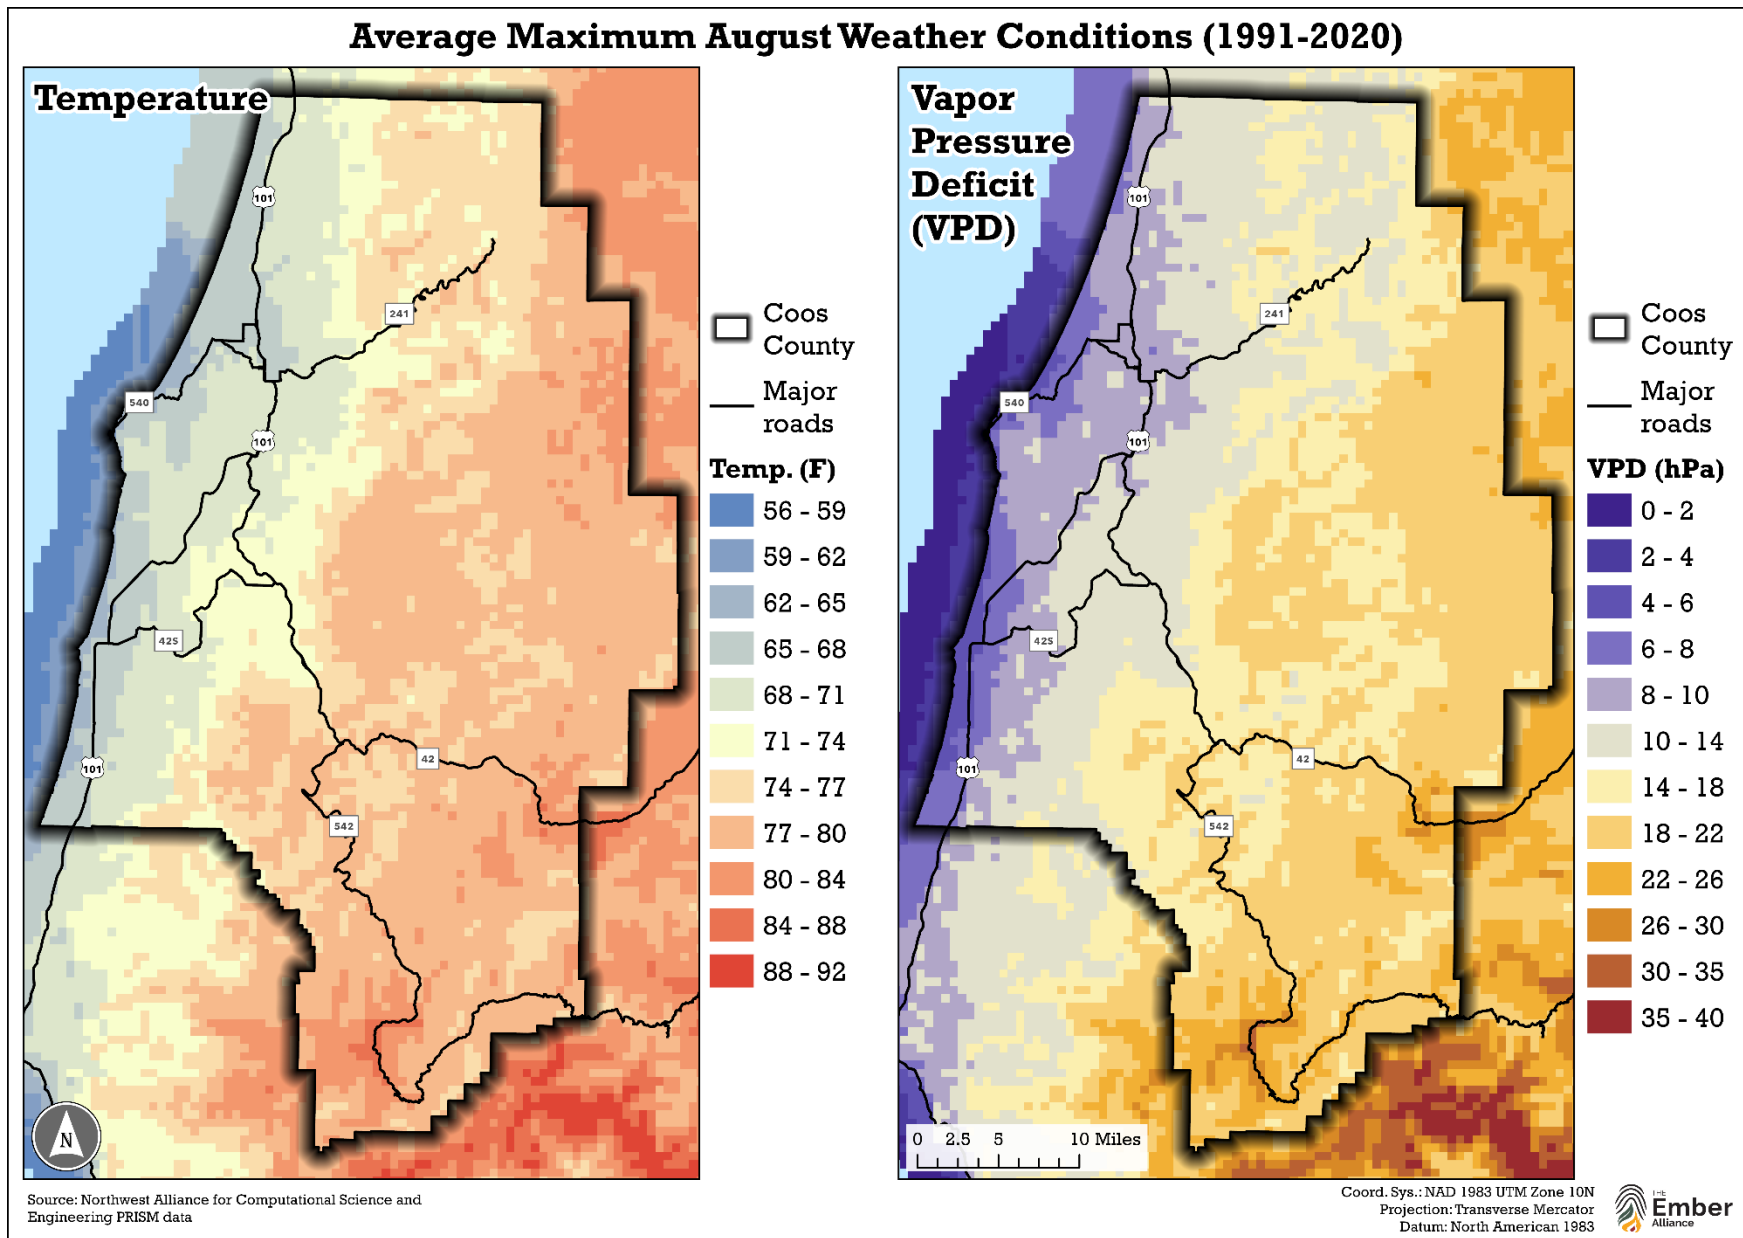 Average Maximum August Weather Conditions (1991-2020)
Temperature
101
241
540
101
42S
101
42
542
N
Coos
County
Major
roads
Temp. (F)
56 - 59
59 - 62
62 - 65
65 - 68
68 - 71
71 - 74
74 - 77
77 - 80
80 - 84
84 - 88
88 - 92
Vapor
Pressure
Deficit
(VPD)
101
241
540
101
42S
101
42
542
0 2.5 5 10 Miles
Coos
County
Major
roads
VPD (hPa)
0 - 2
2 - 4
4 - 6
6 - 8
8 - 10
10 - 14
14 - 18
18 - 22
22 - 26
26 - 30
30 - 35
35 - 40
Source: Northwest Alliance for Computational Science and
Engineering PRISM data
Coord. Sys.: NAD 1983 UTM Zone 10N
Projection: Transverse Mercator
Datum: North American 1983
THE
Ember
Alliance